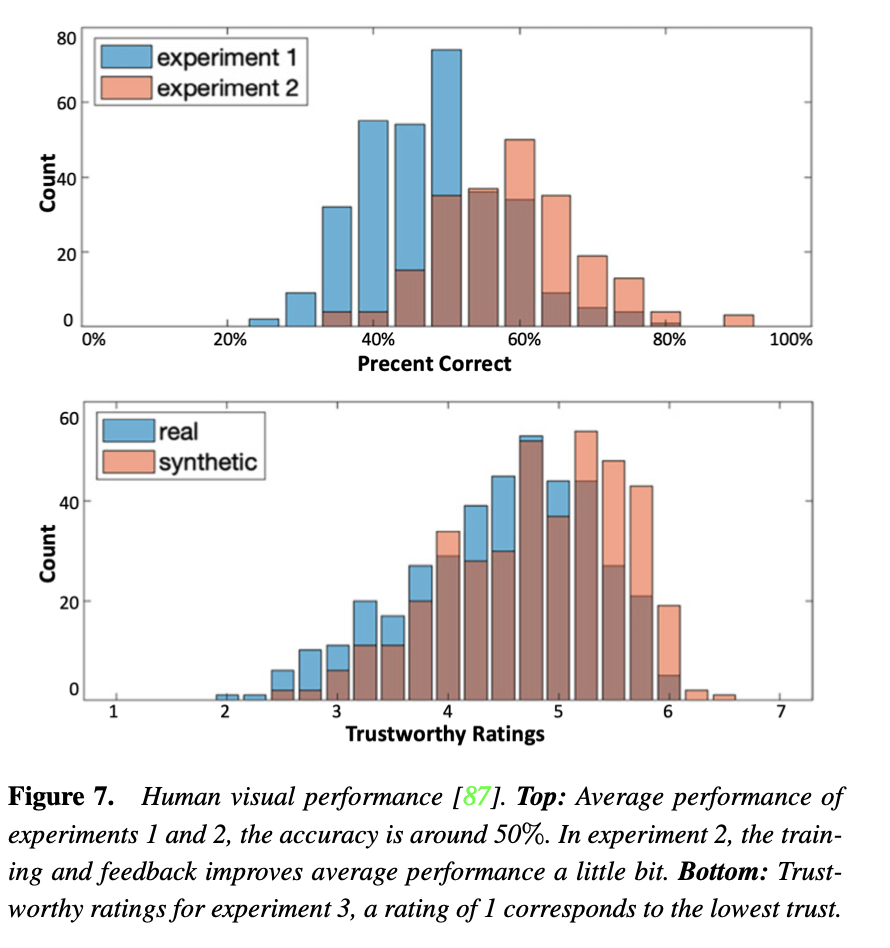 80
60
40
20
0
Count
experiment 1
experiment 2
0% 20% 40% 60% 80% 100%
Precent Correct
60
40
20
0
Count
real
synthetic
1 2 3 4 5 6 7
Trustworthy Ratings
Figure 7. Human visual performance [87]. Top: Average performance of
experiments 1 and 2, the accuracy is around 50%. In experiment 2, the train-
ing and feedback improves average performance a little bit. Bottom: Trust-
worthy ratings for experiment 3, a rating of 1 corresponds to the lowest trust.